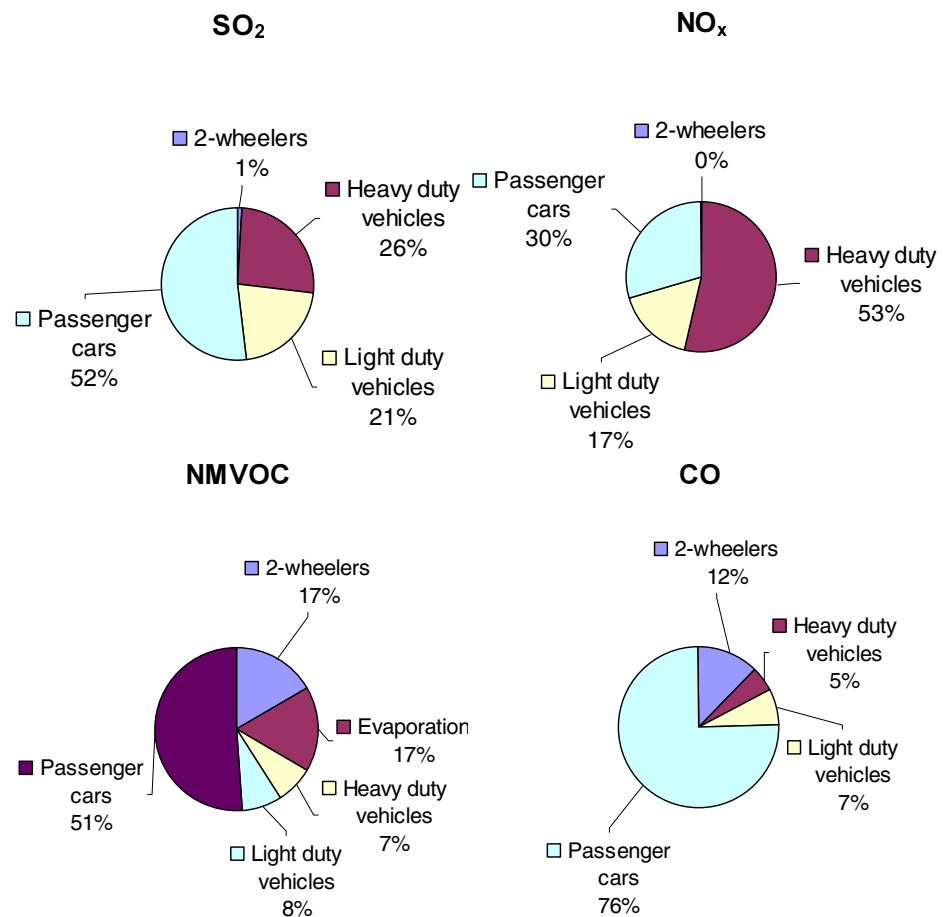 SO₂
2-wheelers
1%
Heavy duty
vehicles
26%
Light duty
vehicles
21%
Passenger
cars
52%
NOₓ
2-wheelers
0%
Passenger
cars
30%
Heavy duty
vehicles
53%
Light duty
vehicles
17%
NMVOC
2-wheelers
17%
Evaporation
17%
Heavy duty
vehicles
7%
Light duty
vehicles
8%
Passenger
cars
51%
CO
2-wheelers
12%
Heavy duty
vehicles
5%
Light duty
vehicles
7%
Passenger
cars
76%